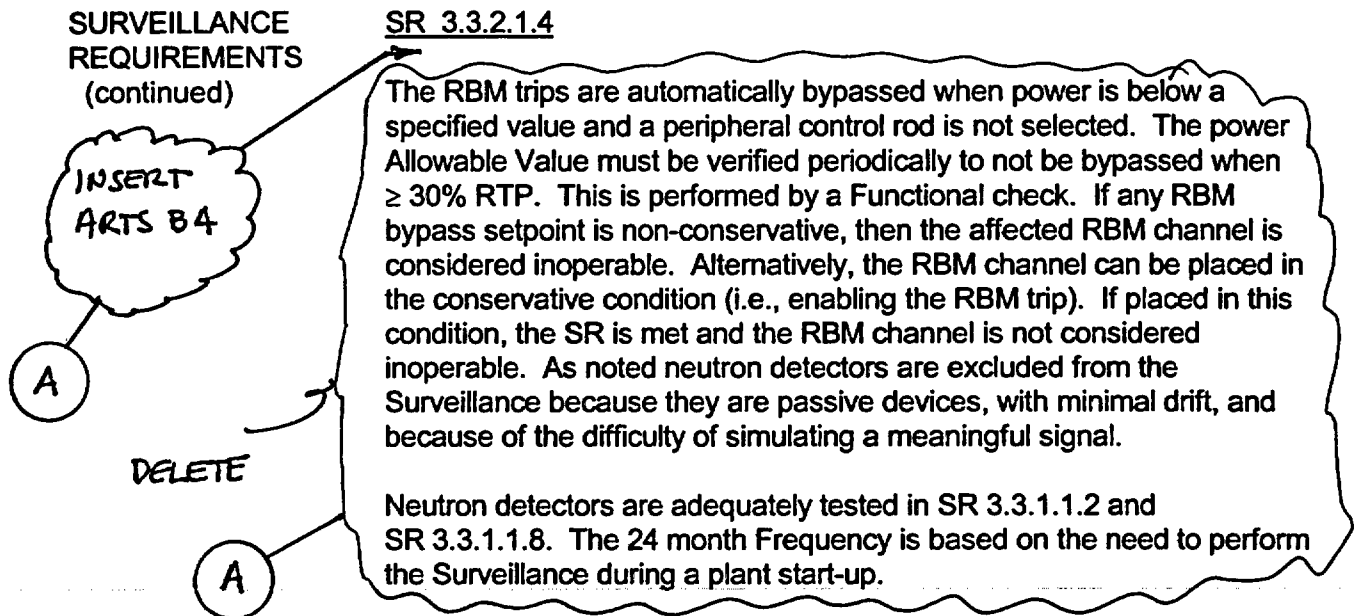 SURVEILLANCE
REQUIREMENTS
(continued)
SR 3.3.2.1.4
The RBM trips are automatically bypassed when power is below a
specified value and a peripheral control rod is not selected. The power
Allowable Value must be verified periodically to not be bypassed when
≥ 30% RTP. This is performed by a Functional check. If any RBM
bypass setpoint is non-conservative, then the affected RBM channel is
considered inoperable. Alternatively, the RBM channel can be placed in
the conservative condition (i.e., enabling the RBM trip). If placed in this
condition, the SR is met and the RBM channel is not considered
inoperable. As noted neutron detectors are excluded from the
Surveillance because they are passive devices, with minimal drift, and
because of the difficulty of simulating a meaningful signal.
Neutron detectors are adequately tested in SR 3.3.1.1.2 and
SR 3.3.1.1.8. The 24 month Frequency is based on the need to perform
the Surveillance during a plant start-up.
INSERT
ARTS B4
A
DELETE
A